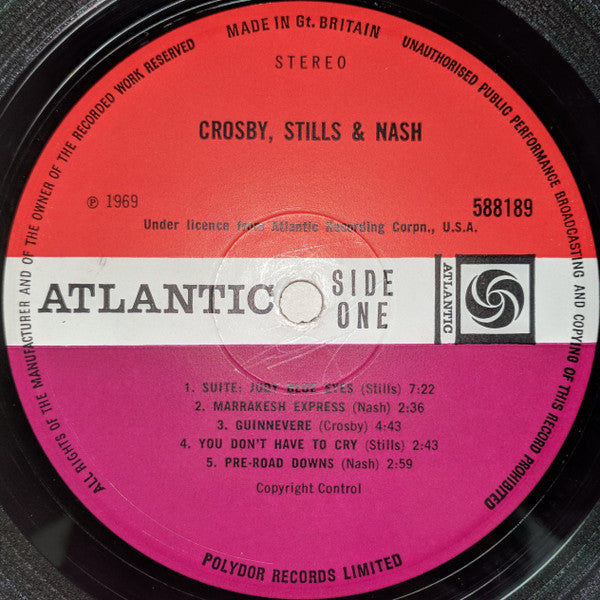 MADE IN Gt. BRITAIN
UNAUTHORISED PUBLIC PERFORMANCE BROADCASTING AND COPYING OF THIS RECORD PROHIBITED
POLYDOR RECORDS LIMITED
ALL RIGHTS OF THE MANUFACTURER AND OF THE OWNER OF THE RECORDED WORK RESERVED
STEREO
CROSBY, STILLS & NASH
℗ 1969
588189
Under licence from Atlantic Recording Corpn., U.S.A.
ATLANTIC
SIDE
ONE
ATLANTIC
1. SUITE: JUDY BLUE EYES (Stills) 7:22
2. MARRAKESH EXPRESS (Nash) 2:36
3. GUINNEVERE (Crosby) 4:43
4. YOU DON'T HAVE TO CRY (Stills) 2:43
5. PRE-ROAD DOWNS (Nash) 2:59
Copyright Control